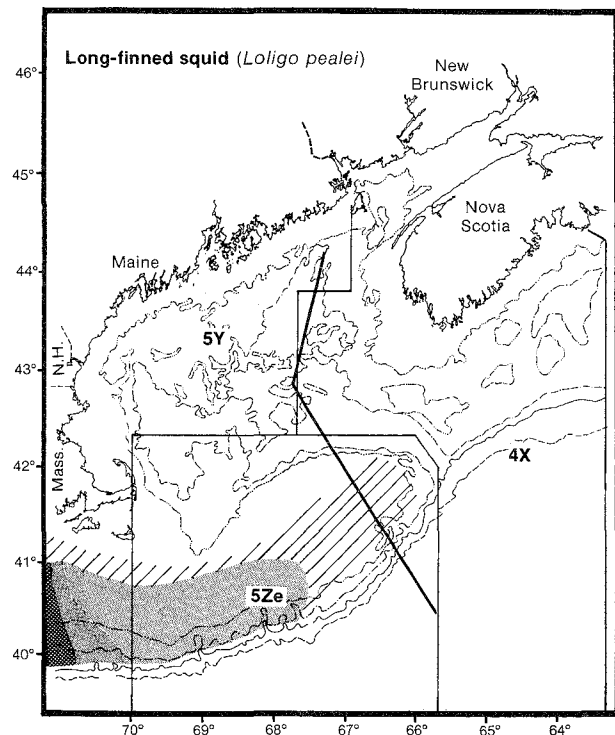 Long-finned squid (Loligo pealei)
New
Brunswick
Nova
Scotia
Maine
N.H.
Mass.
5Y
4X
5Ze
46°
45°
44°
43°
42°
41°
40°
70° 69° 68° 67° 66° 65° 64°